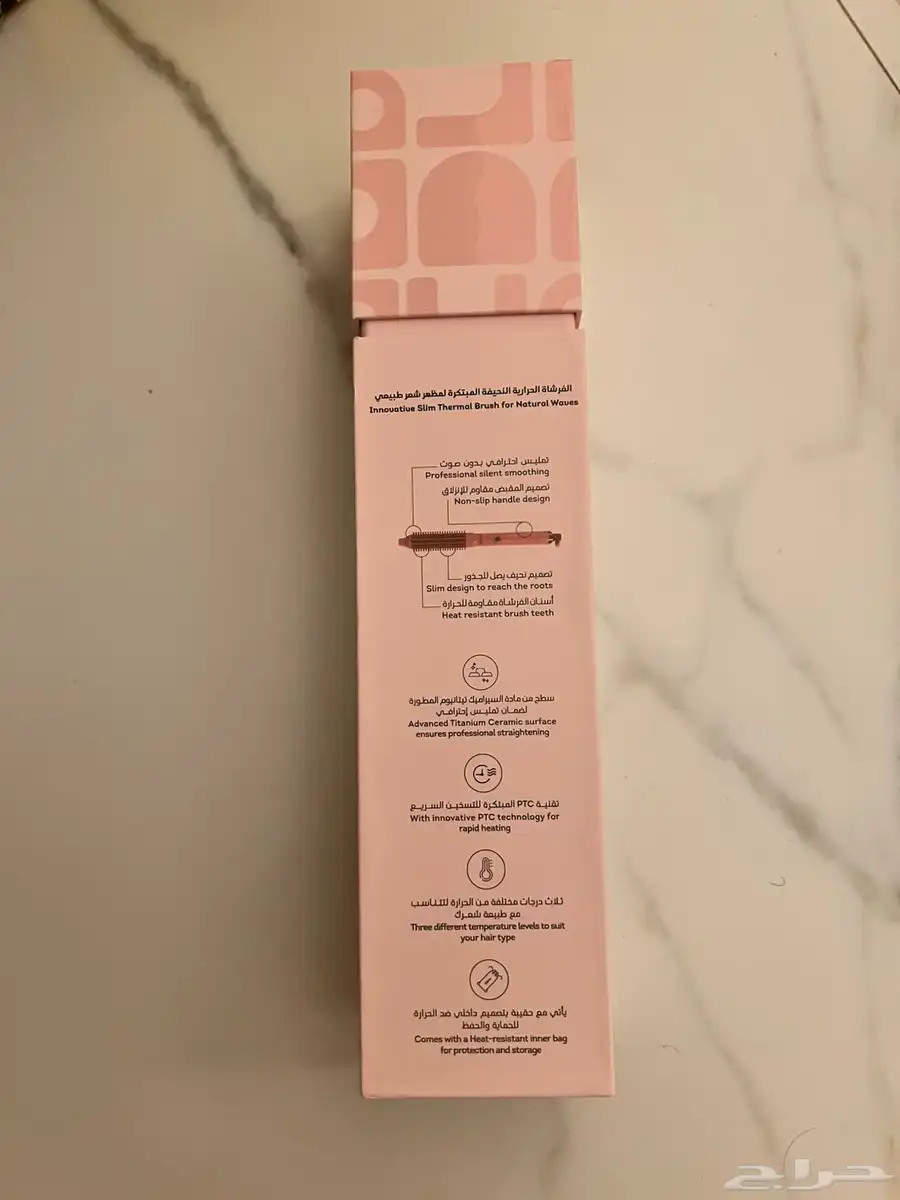 الفرشاة الحرارية النحيفة المبتكرة لمظهر شعر طبيعي
Innovative Slim Thermal Brush for Natural Waves
تمليس احترافي بدون صوت
Professional silent smoothing
تصميم المقبض مقاوم للإنزلاق
Non-slip handle design
تصميم نحيف يصل للجذور
Slim design to reach the roots
أسنان الفرشاة مقاومة للحرارة
Heat resistant brush teeth
سطح من مادة السيراميك تيتانيوم المطورة
لضمان تمليس إحترافي
Advanced Titanium Ceramic surface
ensures professional straightening
تقنية PTC المبتكرة للتسخين السريع
With innovative PTC technology for
rapid heating
ثلاث درجات مختلفة من الحرارة لتتناسب
مع طبيعة شعرك
Three different temperature levels to suit
your hair type
يأتي مع حقيبة بتصميم داخلي ضد الحرارة
للحماية والحفظ
Comes with a Heat-resistant inner bag
for protection and storage
حراج